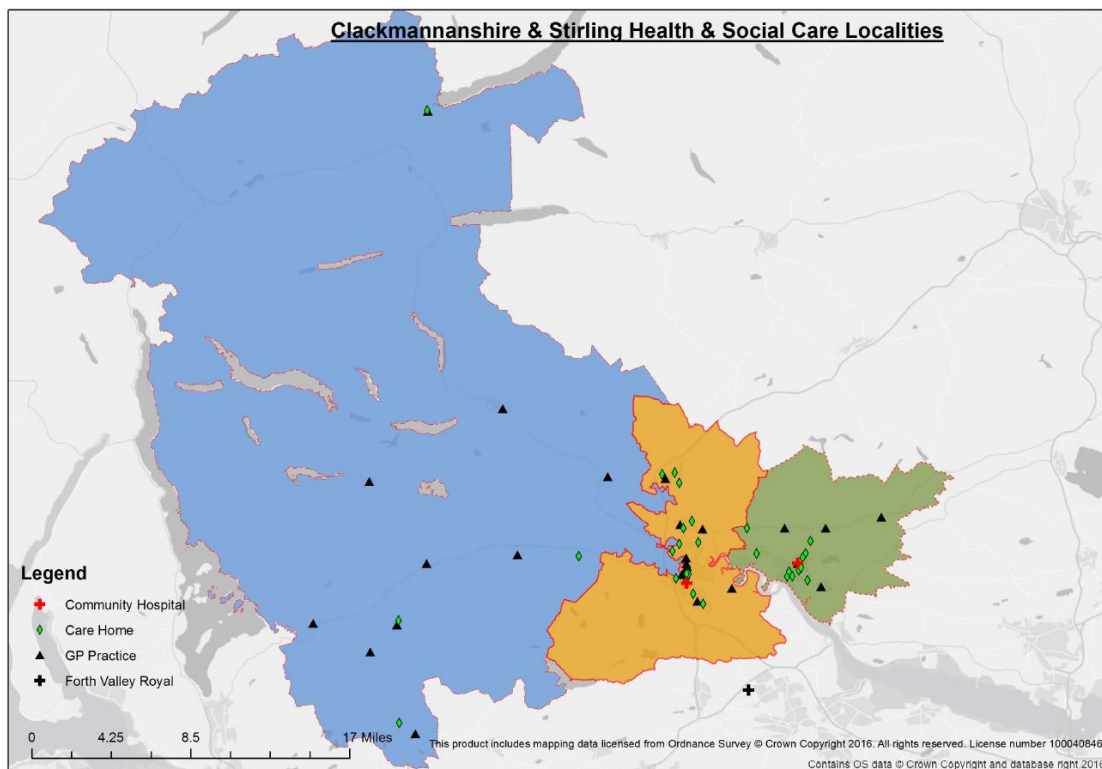 Clackmannanshire & Stirling Health & Social Care Localities
Legend
Community Hospital
Care Home
GP Practice
Forth Valley Royal
0 4.25 8.5 17 Miles
This product includes mapping data licensed from Ordnance Survey © Crown Copyright 2016. All rights reserved. License number 100040846
Contains OS data © Crown Copyright and database right 2016